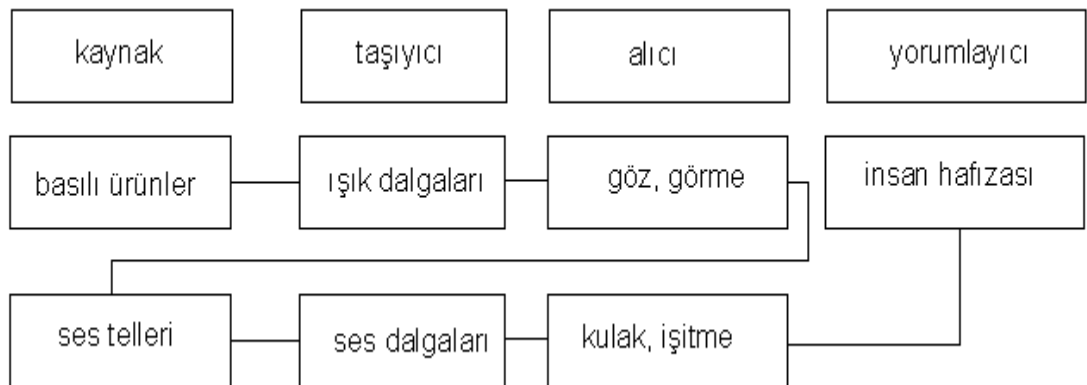 kaynak
taşıyıcı
alıcı
yorumlayıcı
basılı ürünler
ışık dalgaları
göz, görme
insan hafızası
ses telleri
ses dalgaları
kulak, işitme